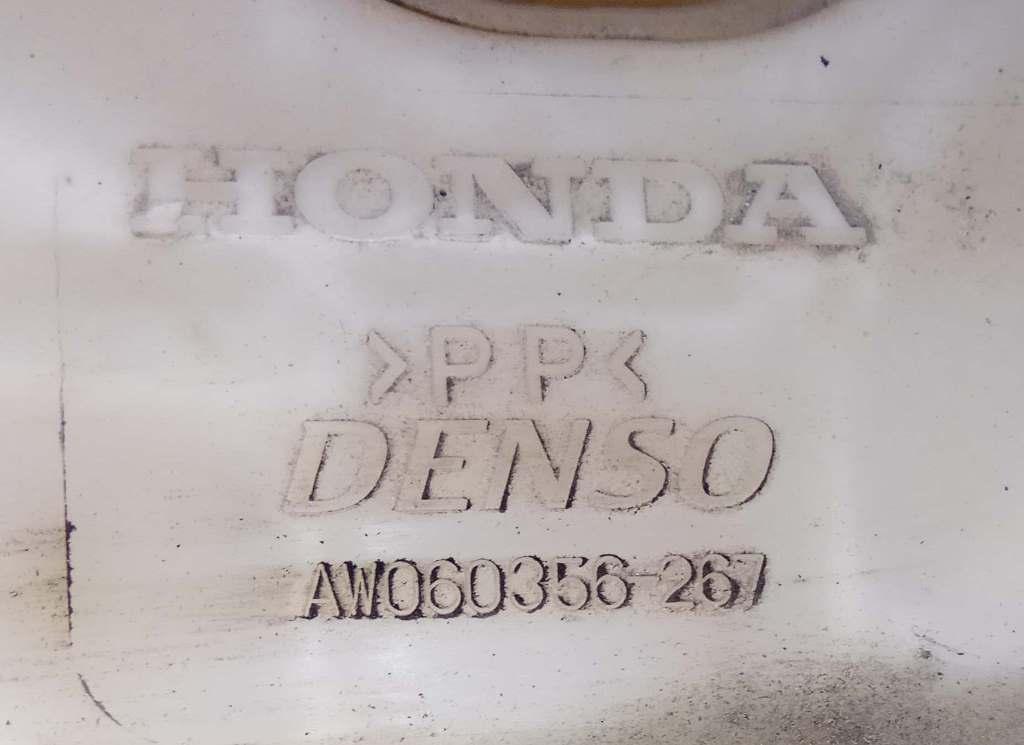 HONDA
>PP<
DENSO
AW060356-267